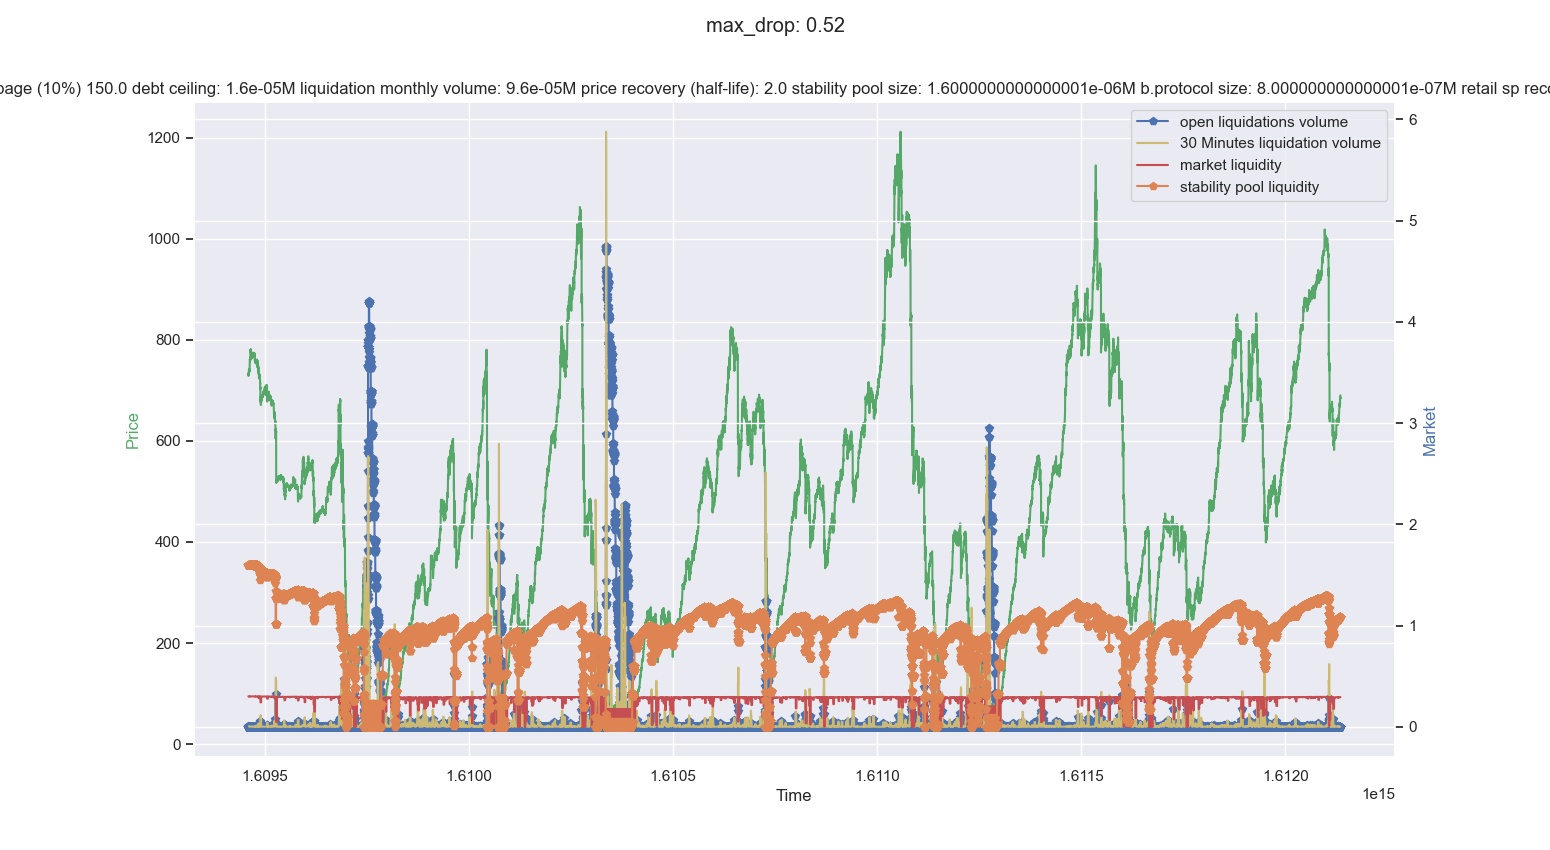 max_drop: 0.52
(10%) 150.0 debt ceiling: 1.6e-05M liquidation monthly volume: 9.6e-05M price recovery (half-life): 2.0 stability pool size: 1.6000000000000001e-06M b.protocol size: 8.000000000000001e-07M retail sp
open liquidations volume
30 Minutes liquidation volume
market liquidity
stability pool liquidity
1200
1000
800
600
400
200
0
Price
6
5
4
3
2
1
0
Market
1.6095 1.6100 1.6105 1.6110 1.6115 1.6120
1e15
Time